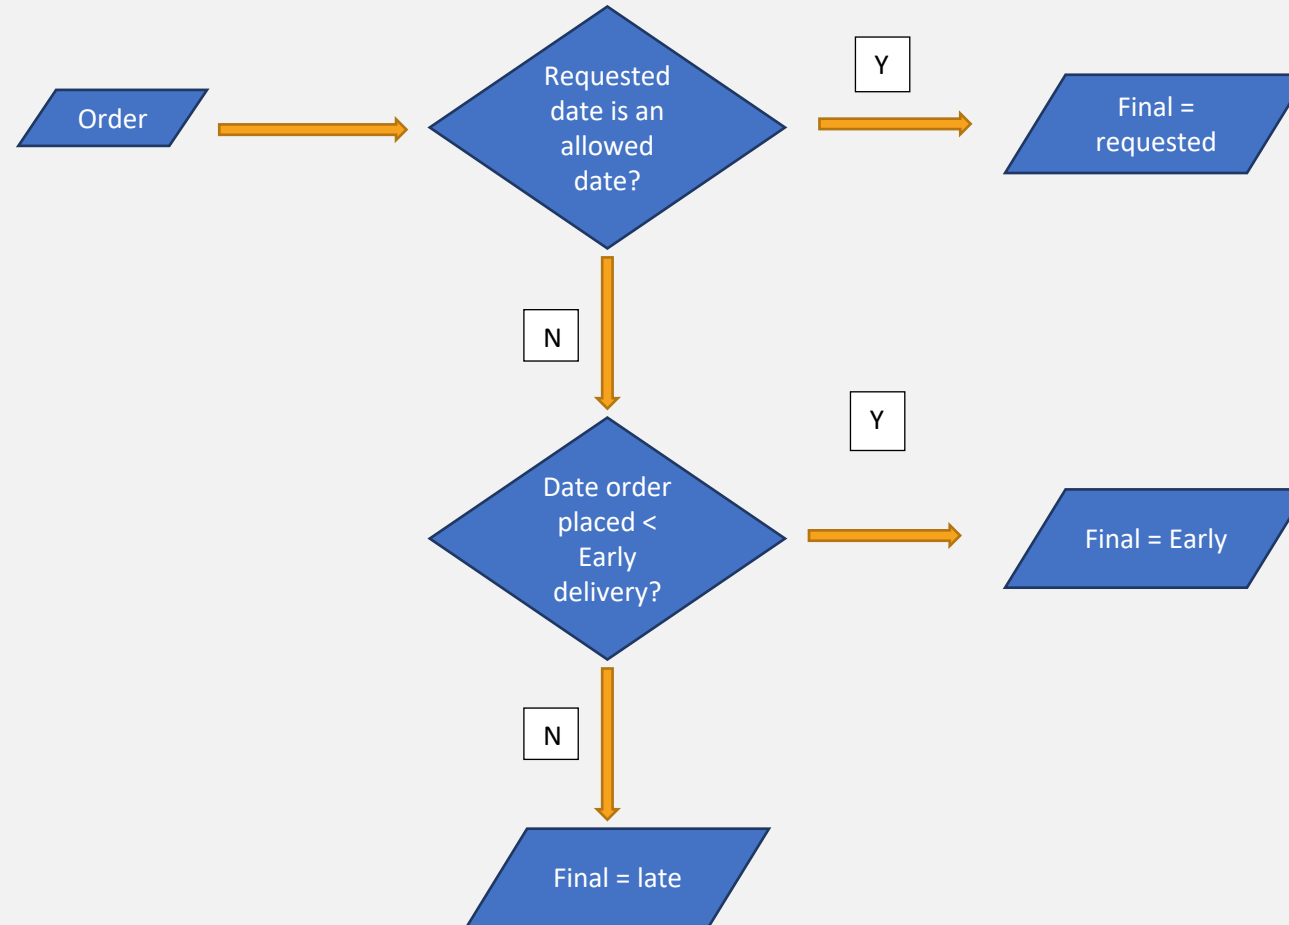 Order
Requested
date is an
allowed
date?
Y
Final =
requested
N
Date order
placed <
Early
delivery?
Y
Final = Early
N
Final = late